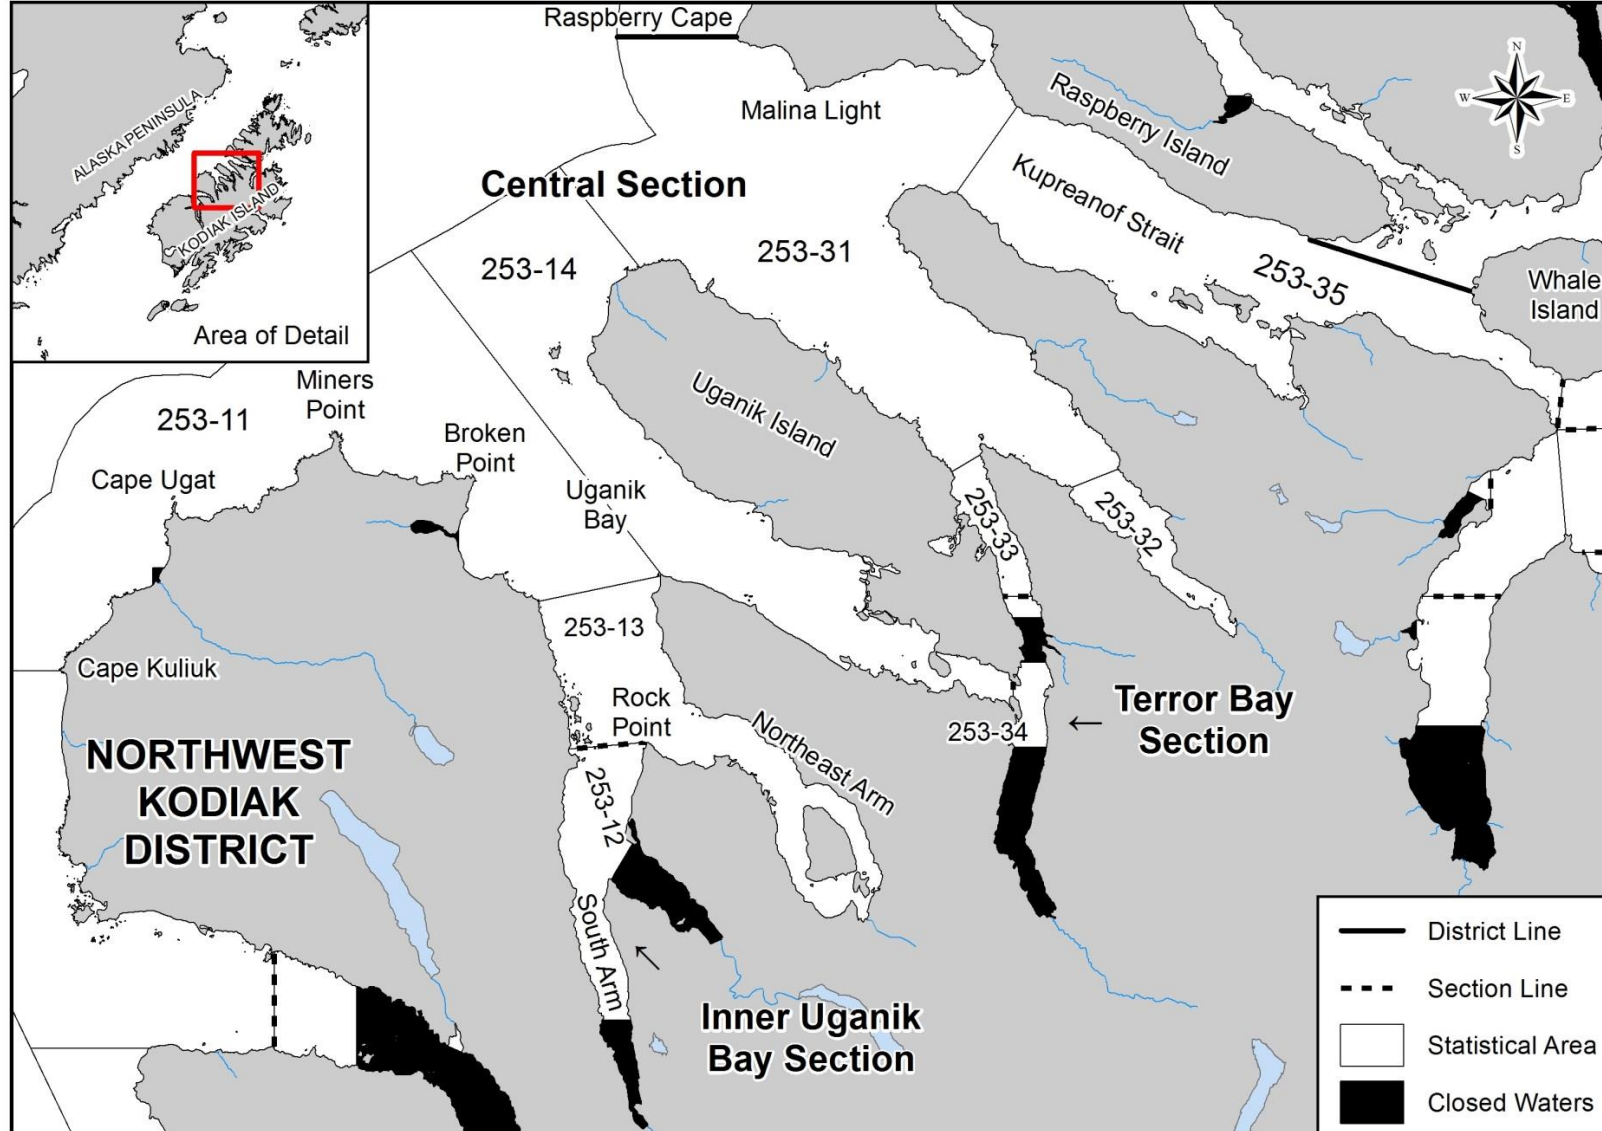 Raspberry Cape
N
W
E
S
ALASKA PENINSULA
KODIAK ISLAND
Area of Detail
Malina Light
Raspberry Island
Central Section
Kupreanof Strait
253-14
253-31
253-35
Whale
Island
Miners
Point
253-11
Uganik Island
Broken
Point
Cape Ugat
Uganik
Bay
253-33
253-32
253-13
Cape Kuliuk
Rock
Point
Terror Bay
Section
253-34
Northeast Arm
NORTHWEST
KODIAK
DISTRICT
253-12
South Arm
Inner Uganik
Bay Section
District Line
Section Line
Statistical Area
Closed Waters